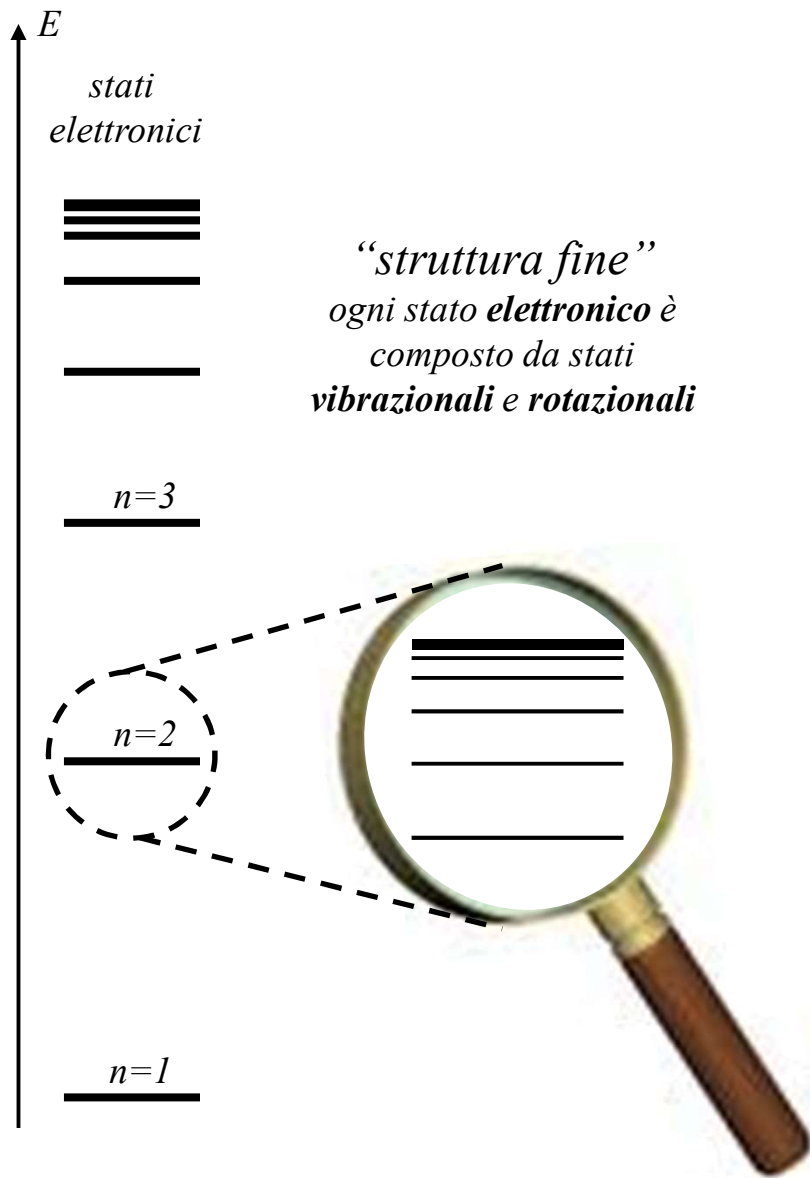 E
stati
elettronici
“struttura fine”
ogni stato elettronico è
composto da stati
vibrazionali e rotazionali
n=3
n=2
n=1